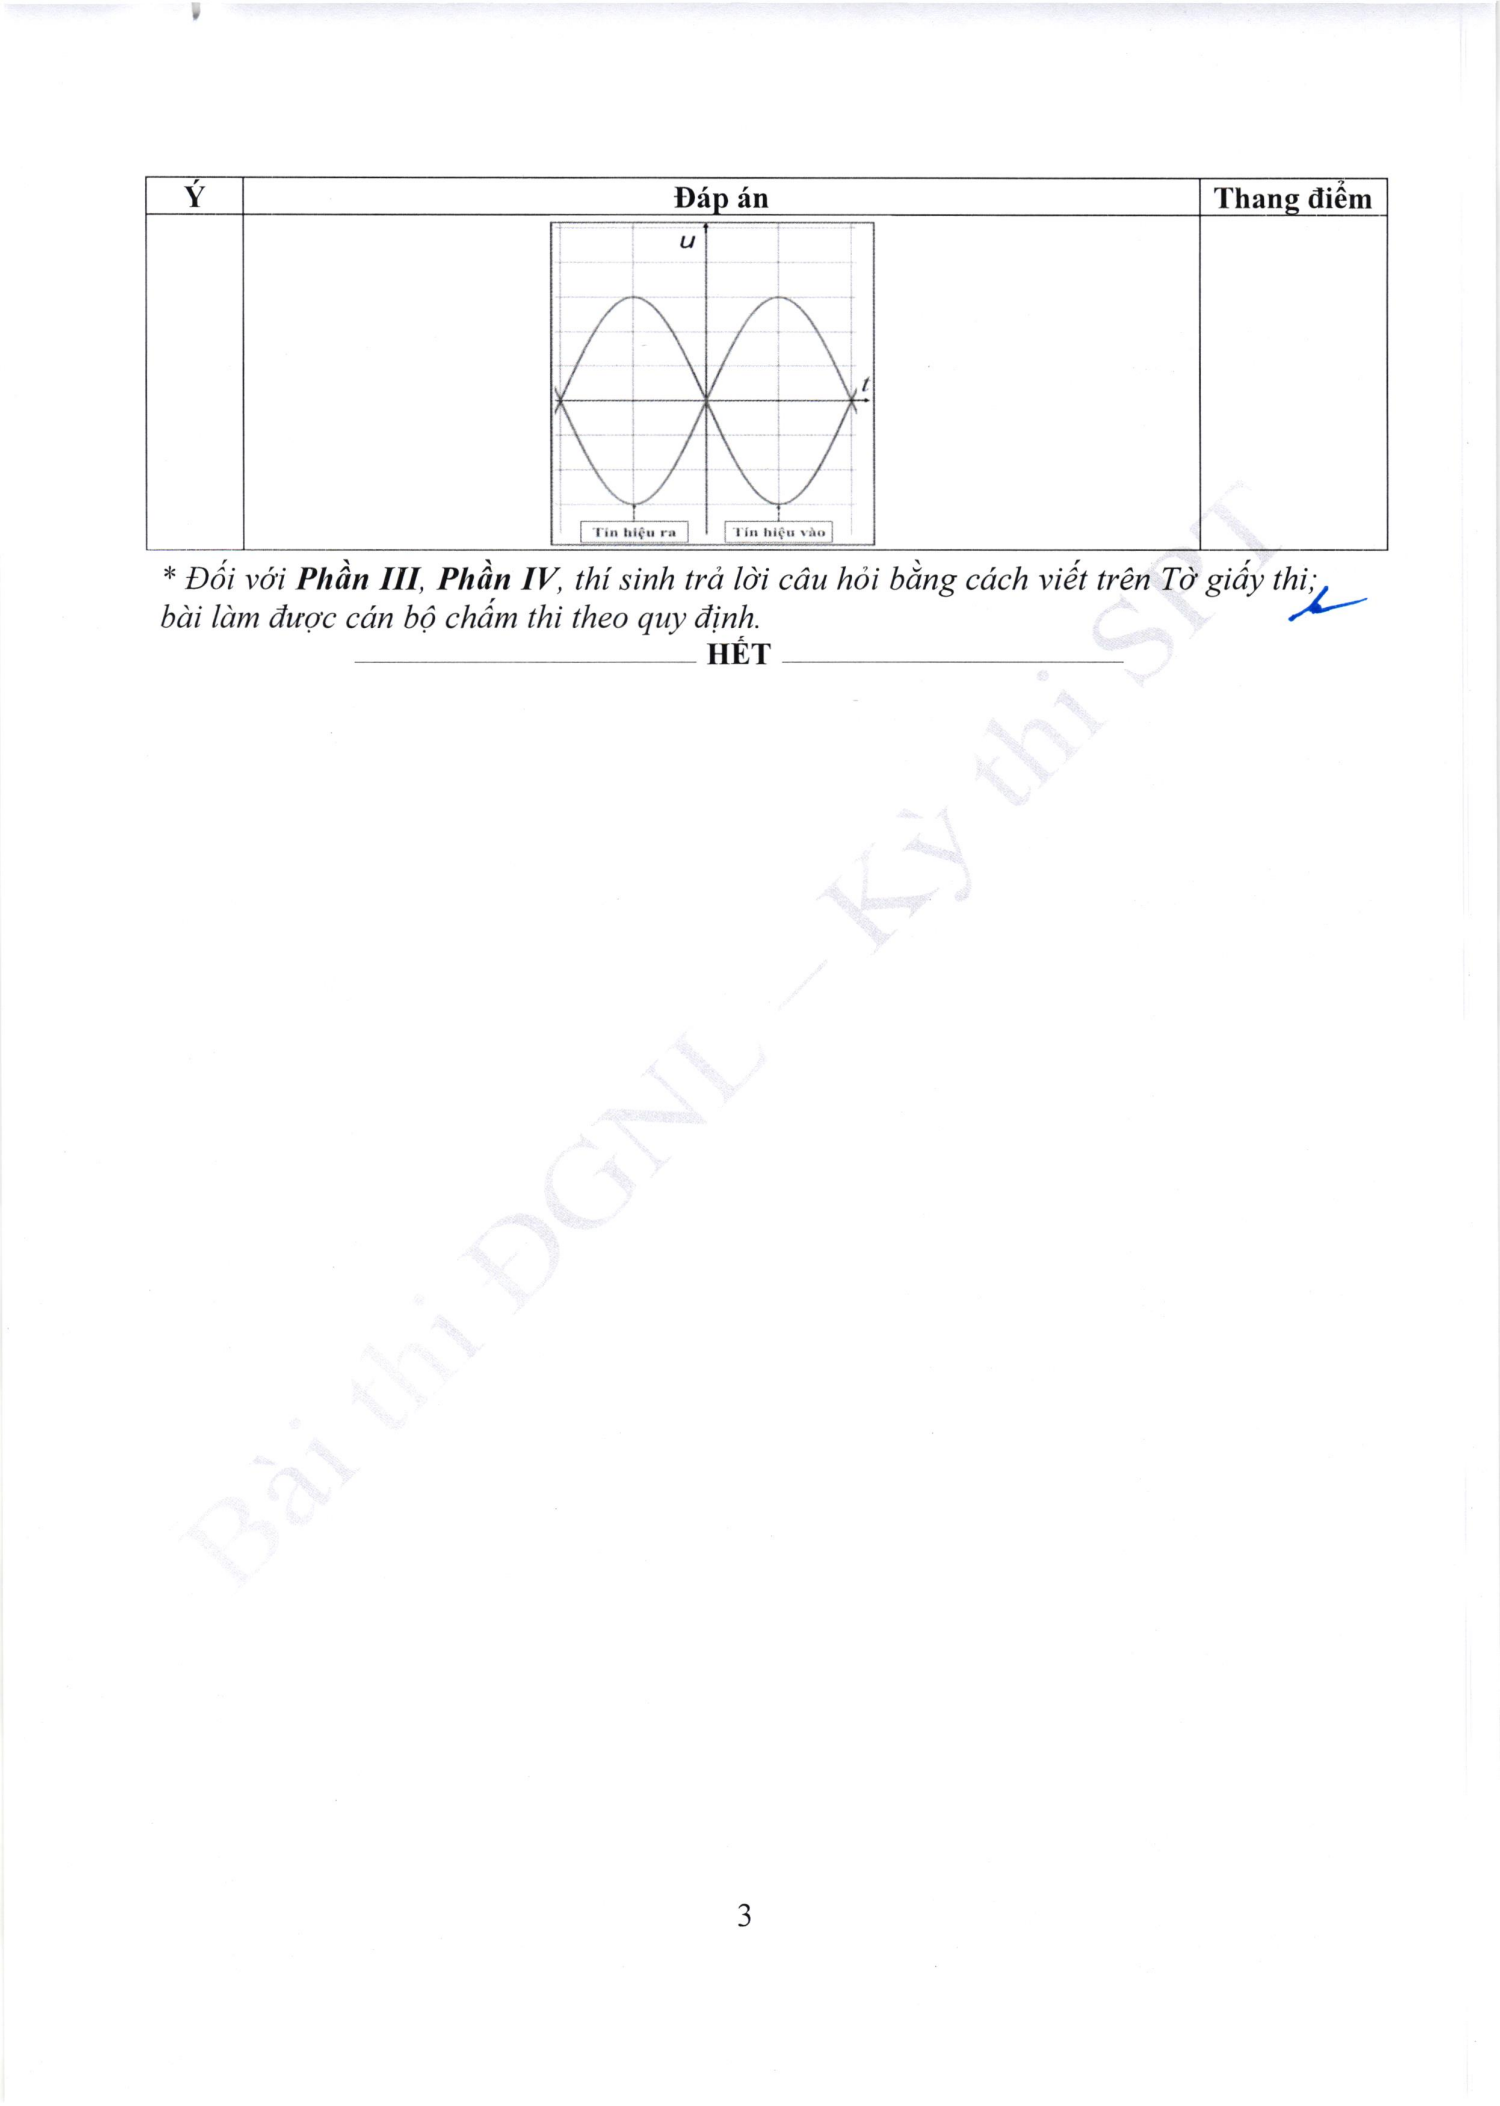 Ý Đáp án Thang điểm
u
t
Tín hiệu ra Tín hiệu vào
* Đối với Phần III, Phần IV, thí sinh trả lời câu hỏi bằng cách viết trên Tờ giấy thi;
bài làm được cán bộ chấm thi theo quy định.
HẾT
Bài thi ĐGNL – Kỳ thi SPT
3